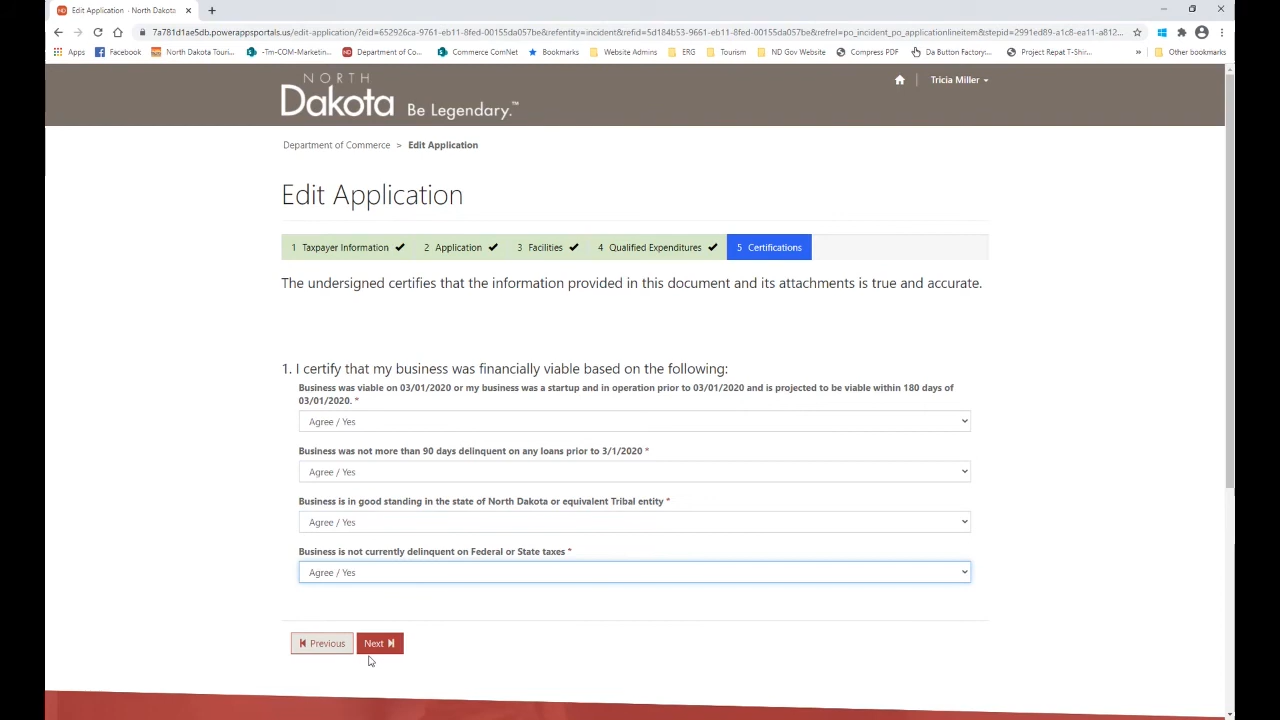 Edit Application · North Dakota
7a781d1ae5db.powerappsportals.us/edit-application/?eid=652926ca-9761-eb11-8fed-00155da057be&refentity=incident&refid=5d184b53-9661-eb11-8fed-00155da057be&refrel=po_incident_po_applicationlineitem&stepid=2991ed89-a1c8-ea11-a812...
Apps Facebook North Dakota Touri... -Tm-COM-Marketin... Department of Co... Commerce ComNet Bookmarks Website Admins ERG Tourism ND Gov Website Compress PDF Da Button Factory:... Project Repat T-Shir... » Other bookmarks
NORTH
Dakota Be Legendary.™
Tricia Miller
Department of Commerce > Edit Application
Edit Application
1 Taxpayer Information 2 Application 3 Facilities 4 Qualified Expenditures 5 Certifications
The undersigned certifies that the information provided in this document and its attachments is true and accurate.
1. I certify that my business was financially viable based on the following:
Business was viable on 03/01/2020 or my business was a startup and in operation prior to 03/01/2020 and is projected to be viable within 180 days of
03/01/2020. *
Agree / Yes
Business was not more than 90 days delinquent on any loans prior to 3/1/2020 *
Agree / Yes
Business is in good standing in the state of North Dakota or equivalent Tribal entity *
Agree / Yes
Business is not currently delinquent on Federal or State taxes *
Agree / Yes
Previous Next